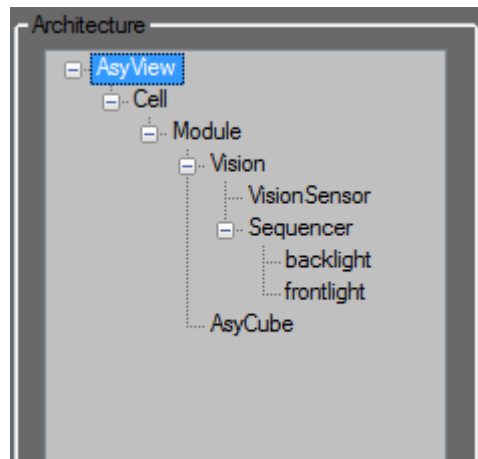 Architecture
AsyView
Cell
Module
Vision
VisionSensor
Sequencer
backlight
frontlight
AsyCube